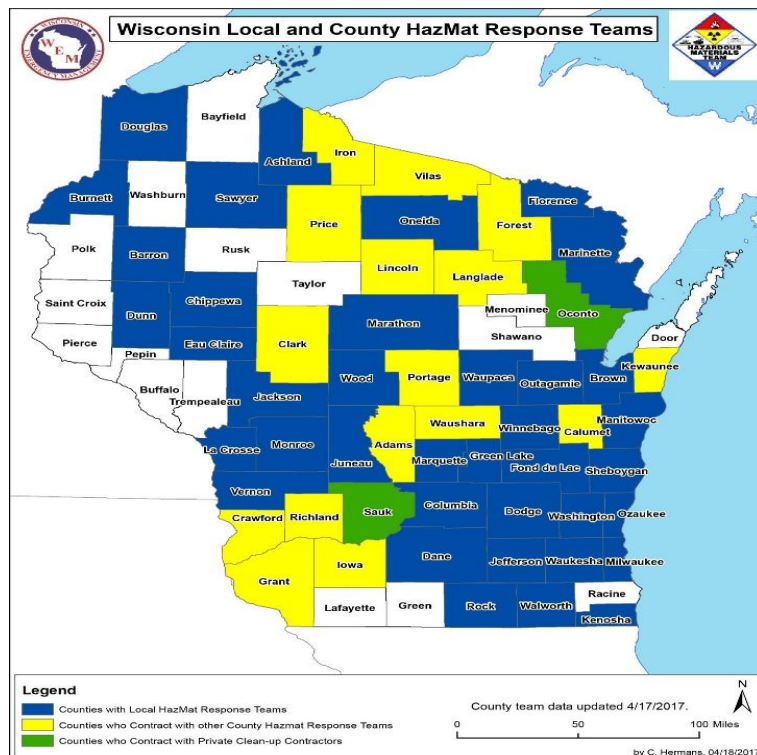 WISCONSIN
WEM
EMERGENCY MANAGEMENT
Wisconsin Local and County HazMat Response Teams
HAZARDOUS
MATERIALS
TEAM
W
Bayfield
Douglas
Iron
Ashland
Vilas
Burnett
Washburn
Sawyer
Florence
Price
Oneida
Forest
Polk
Marinette
Barron
Rusk
Lincoln
Langlade
Taylor
Saint Croix
Chippewa
Menominee
Oconto
Dunn
Marathon
Shawano
Door
Pierce
Eau Claire
Clark
Pepin
Kewaunee
Wood
Portage
Waupaca
Brown
Buffalo
Outagamie
Jackson
Trempealeau
Waushara
Manitowoc
Winnebago
Calumet
Adams
La Crosse
Monroe
Juneau
Marquette
Green Lake
Fond du Lac
Sheboygan
Vernon
Columbia
Sauk
Dodge
Ozaukee
Crawford
Richland
Washington
Dane
Jefferson
Waukesha
Milwaukee
Iowa
Grant
Racine
Lafayette
Green
Rock
Walworth
Kenosha
Legend
Counties with Local HazMat Response Teams
Counties who Contract with other County Hazmat Response Teams
Counties who Contract with Private Clean-up Contractors
County team data updated 4/17/2017.
N
0 50 100 Miles
by C. Hermans, 04/18/2017